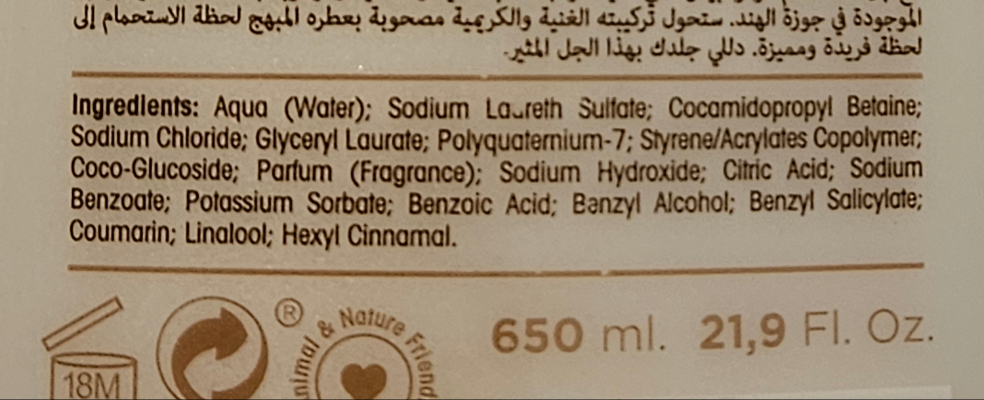 الموجودة في جوزة الهند. ستحول تركيبته الغنية والكريمية مصحوبة بعطره المبهج لحظة الاستحمام إلى
لحظة فريدة ومميزة. دللي جلدك بهذا الجل المثير.
Ingredients: Aqua (Water); Sodium Laureth Sulfate; Cocamidopropyl Betaine;
Sodium Chloride; Glyceryl Laurate; Polyquaternium-7; Styrene/Acrylates Copolymer;
Coco-Glucoside; Parfum (Fragrance); Sodium Hydroxide; Citric Acid; Sodium
Benzoate; Potassium Sorbate; Benzoic Acid; Benzyl Alcohol; Benzyl Salicylate;
Coumarin; Linalool; Hexyl Cinnamal.
18M
®
& Nature
650 ml. 21,9 Fl. Oz.